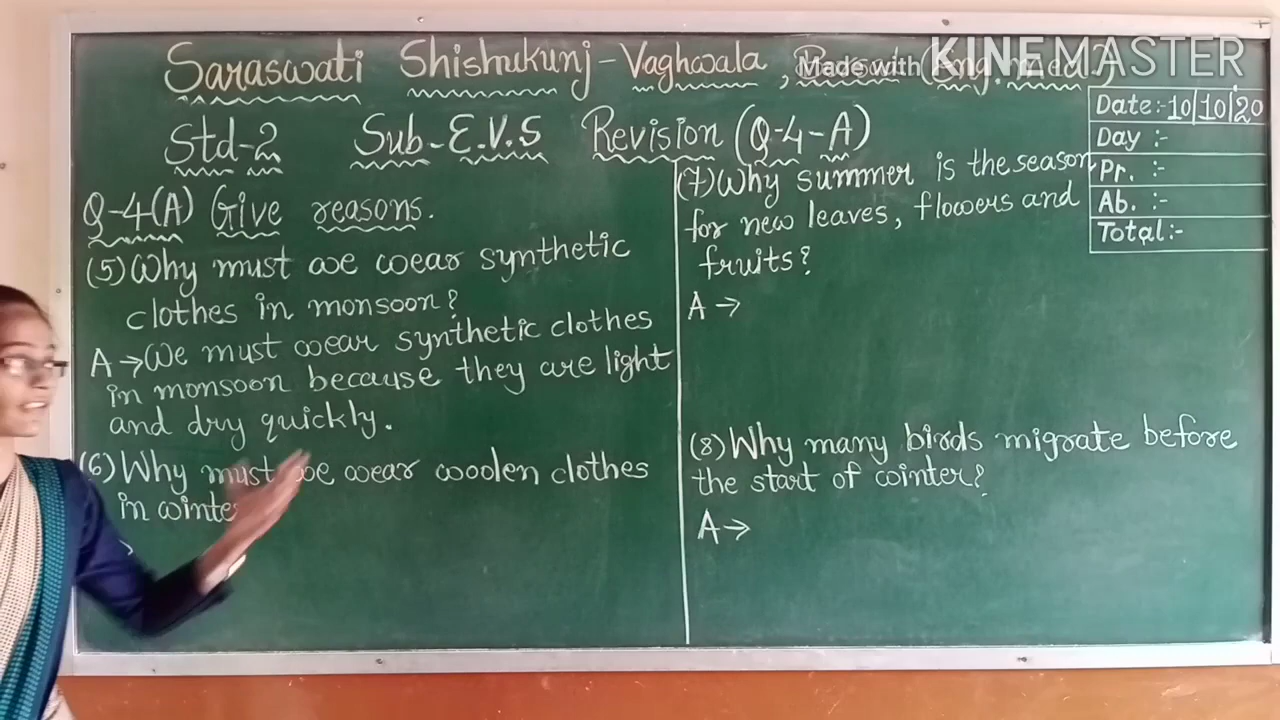 Saraswati Shishukunj-Vaghwala, (Eng. Med.)
Made with KINEMASTER
Date:-10/10/20
Day :-
Pr. :-
Ab. :-
Total:-
Std-2 Sub-E.V.S Revision (Q-4-A)
Q-4(A) Give reasons.
(5) Why must we wear synthetic
clothes in monsoon?
A → We must wear synthetic clothes
in monsoon because they are light
and dry quickly.
(6) Why must we wear woolen clothes
in winte
(7) Why summer is the season
for new leaves, flowers and
fruits?
A →
(8) Why many birds migrate before
the start of winter?
A →